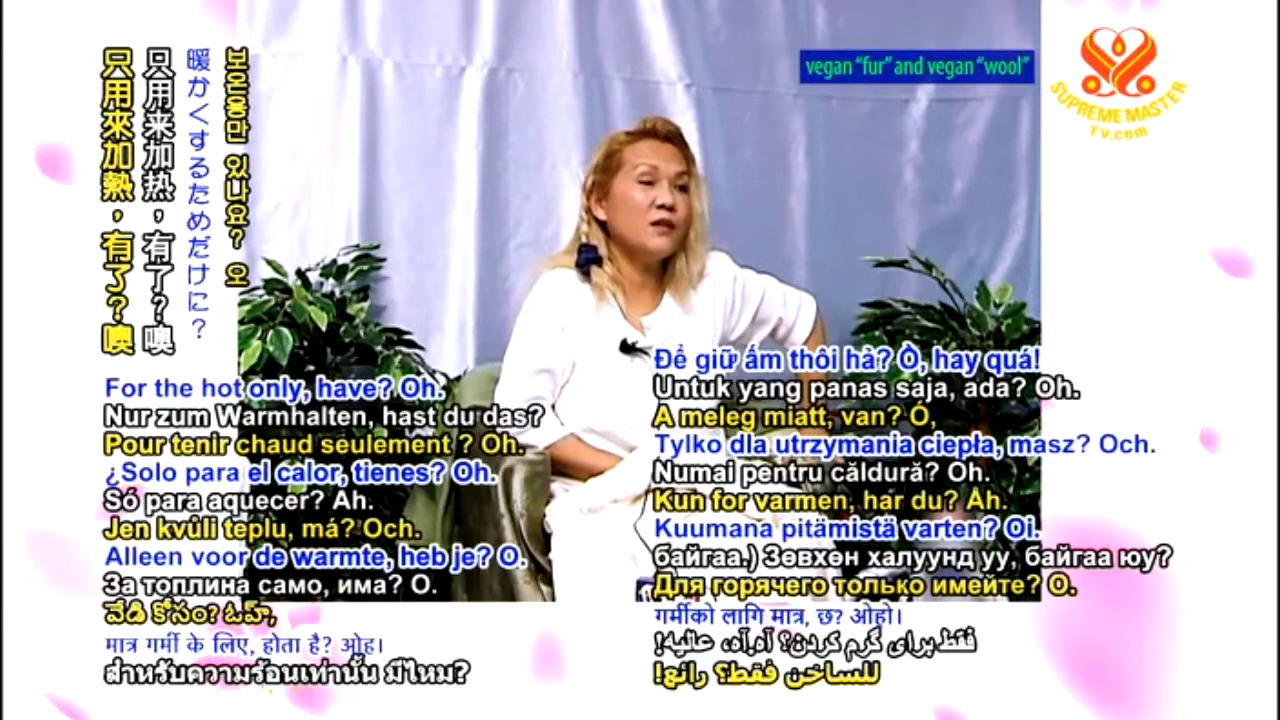 보온용만 있나요? 오
暖かくするためだけに?
只用来加热，有了？噢
只用來加熱，有了？噢
vegan “fur” and vegan “wool”
SUPREME MASTER
TV.com
For the hot only, have? Oh.
Nur zum Warmhalten, hast du das?
Pour tenir chaud seulement ? Oh.
¿Solo para el calor, tienes? Oh.
Só para aquecer? Ah.
Jen kvůli teplu, má? Och.
Alleen voor de warmte, heb je? O.
За топлина само, има? О.
వేడి కోసం? ఓహ్,
मात्र गर्मी के लिए, होता है? ओह।
สำหรับความร้อนเท่านั้น มีไหม?
Để giữ ấm thôi hả? Ồ, hay quá!
Untuk yang panas saja, ada? Oh.
A meleg miatt, van? Ó,
Tylko dla utrzymania ciepła, masz? Och.
Numai pentru căldură? Oh.
Kun for varmen, har du? Åh.
Kuumana pitämistä varten? Oi.
байгаа.) Зөвхөн халуунд уу, байгаа юу?
Для горячего только имейте? О.
गर्मीको लागि मात्र, छ? ओहो।
فقط برای گرم کردن؟ آه.آه، عالیه!
للساخن فقط؟ رائع!